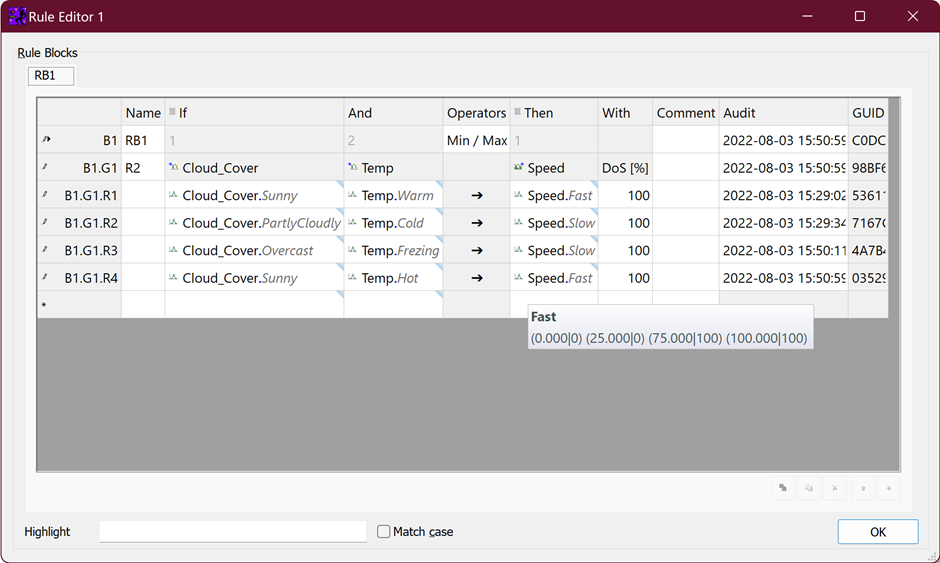 Rule Editor 1
Rule Blocks
RB1
Name If And Operators Then With Comment Audit GUID
B1 RB1 1 2 Min / Max 1 2022-08-03 15:50:59 C0DC
B1.G1 R2 Cloud_Cover Temp Speed DoS [%] 2022-08-03 15:50:59 98BF6
B1.G1.R1 Cloud_Cover.Sunny Temp.Warm ➔ Speed.Fast 100 2022-08-03 15:29:02 53611
B1.G1.R2 Cloud_Cover.PartlyCloudly Temp.Cold ➔ Speed.Slow 100 2022-08-03 15:29:34 7167C
B1.G1.R3 Cloud_Cover.Overcast Temp.Frezing ➔ Speed.Slow 100 2022-08-03 15:50:11 4A7B4
B1.G1.R4 Cloud_Cover.Sunny Temp.Hot ➔ Speed.Fast 100 2022-08-03 15:50:59 03529
*
Fast
(0.000|0) (25.000|0) (75.000|100) (100.000|100)
Highlight Match case OK